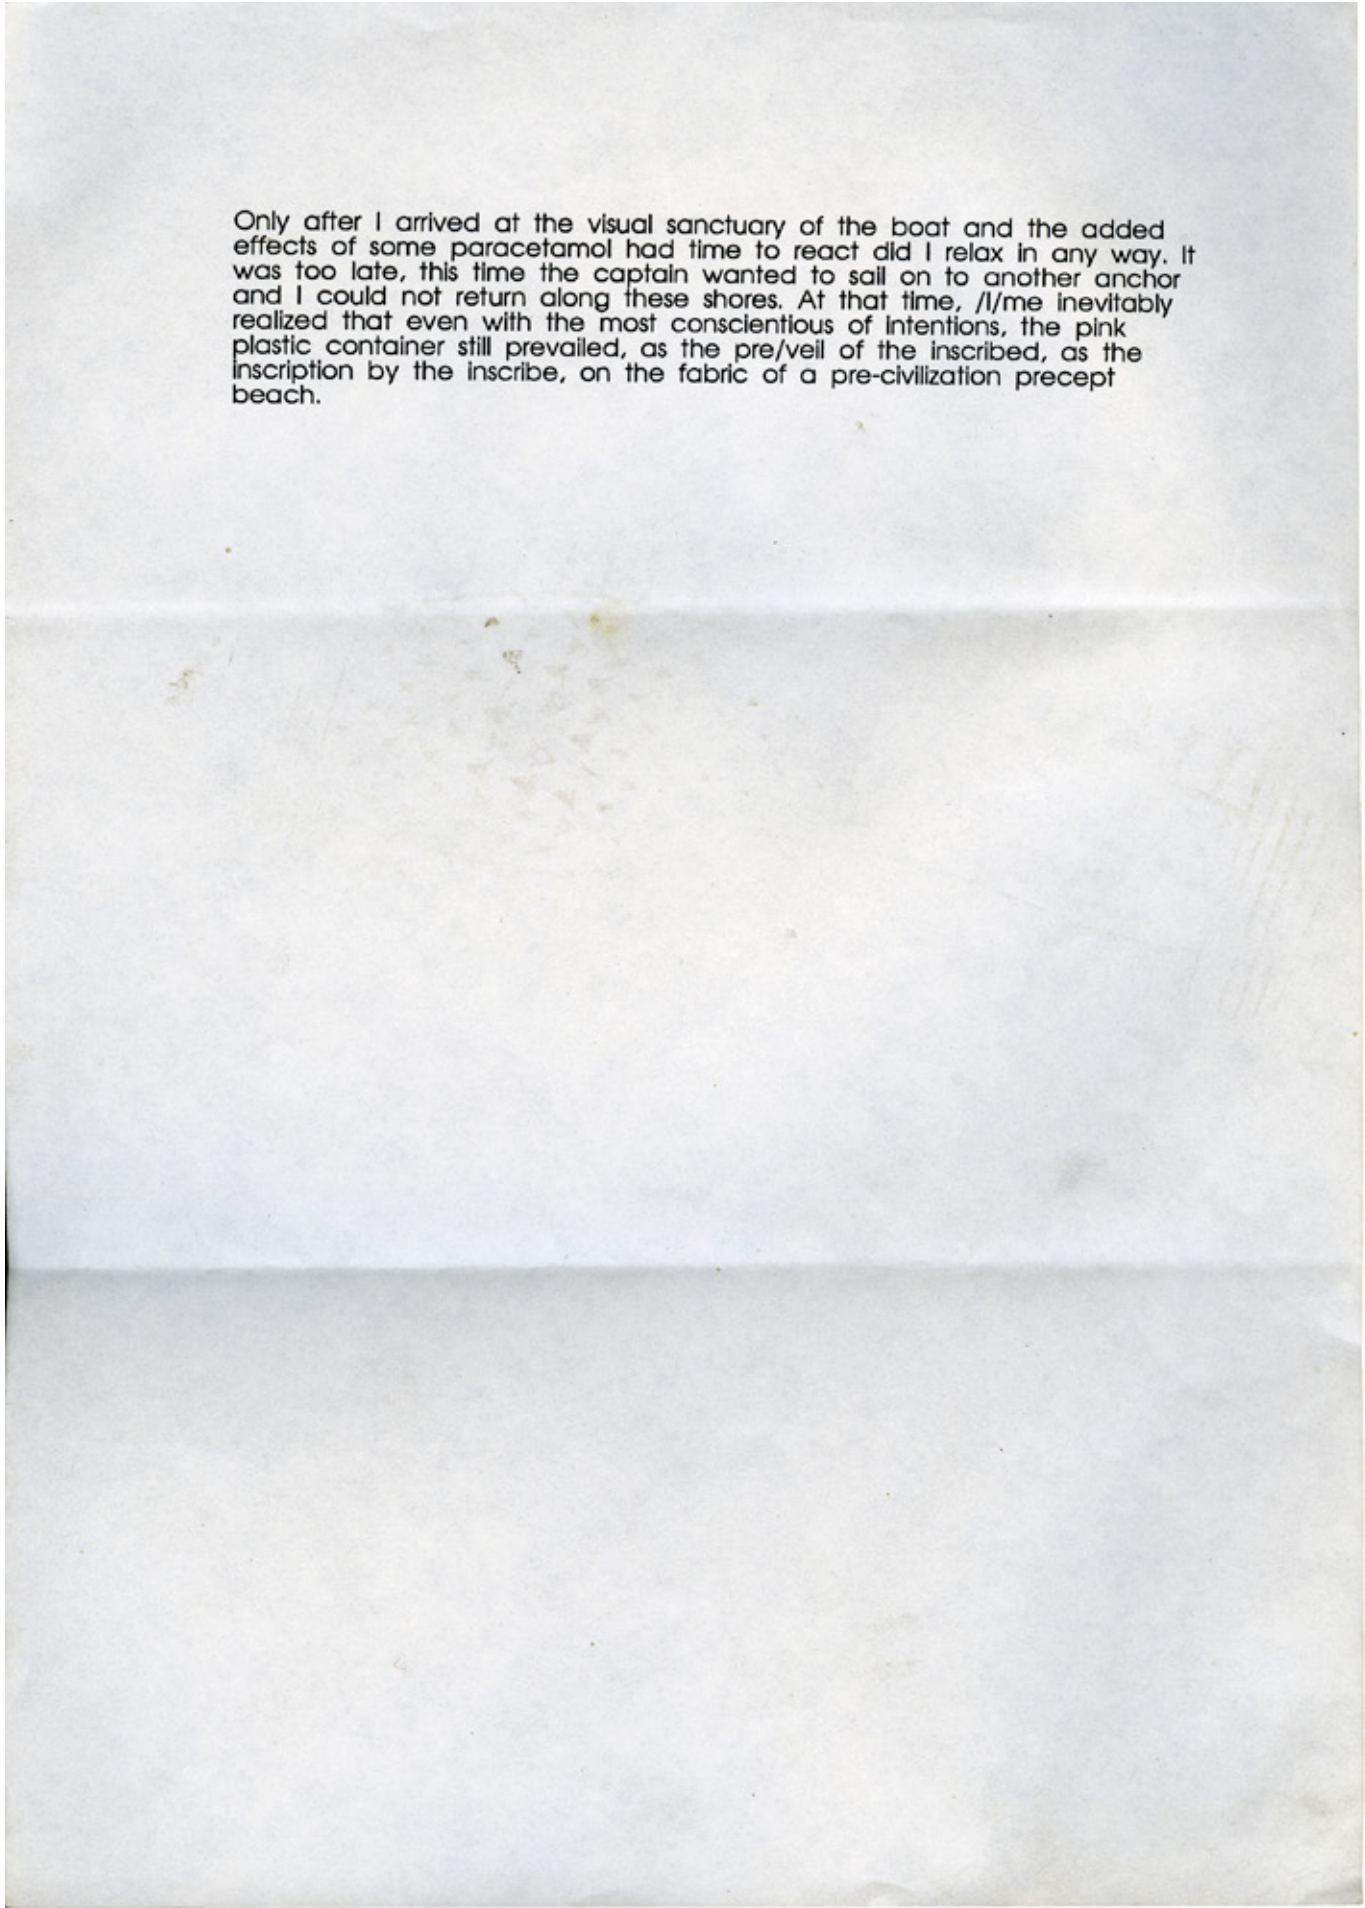 Only after I arrived at the visual sanctuary of the boat and the added
effects of some paracetamol had time to react did I relax in any way. It
was too late, this time the captain wanted to sail on to another anchor
and I could not return along these shores. At that time, /I/me inevitably
realized that even with the most conscientious of intentions, the pink
plastic container still prevailed, as the pre/veil of the inscribed, as the
inscription by the inscribe, on the fabric of a pre-civilization precept
beach.